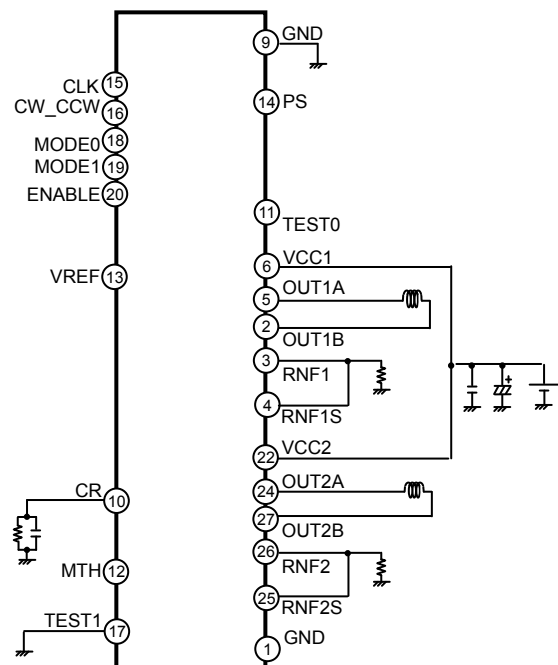 9 GND
15 CLK
14 PS
CW_CCW 16
MODE0 18
MODE1 19
ENABLE 20
11 TEST0
6 VCC1
VREF 13
5 OUT1A
2 OUT1B
3 RNF1
4 RNF1S
+
22 VCC2
24 OUT2A
CR 10
27 OUT2B
26 RNF2
MTH 12
25 RNF2S
TEST1 17
1 GND